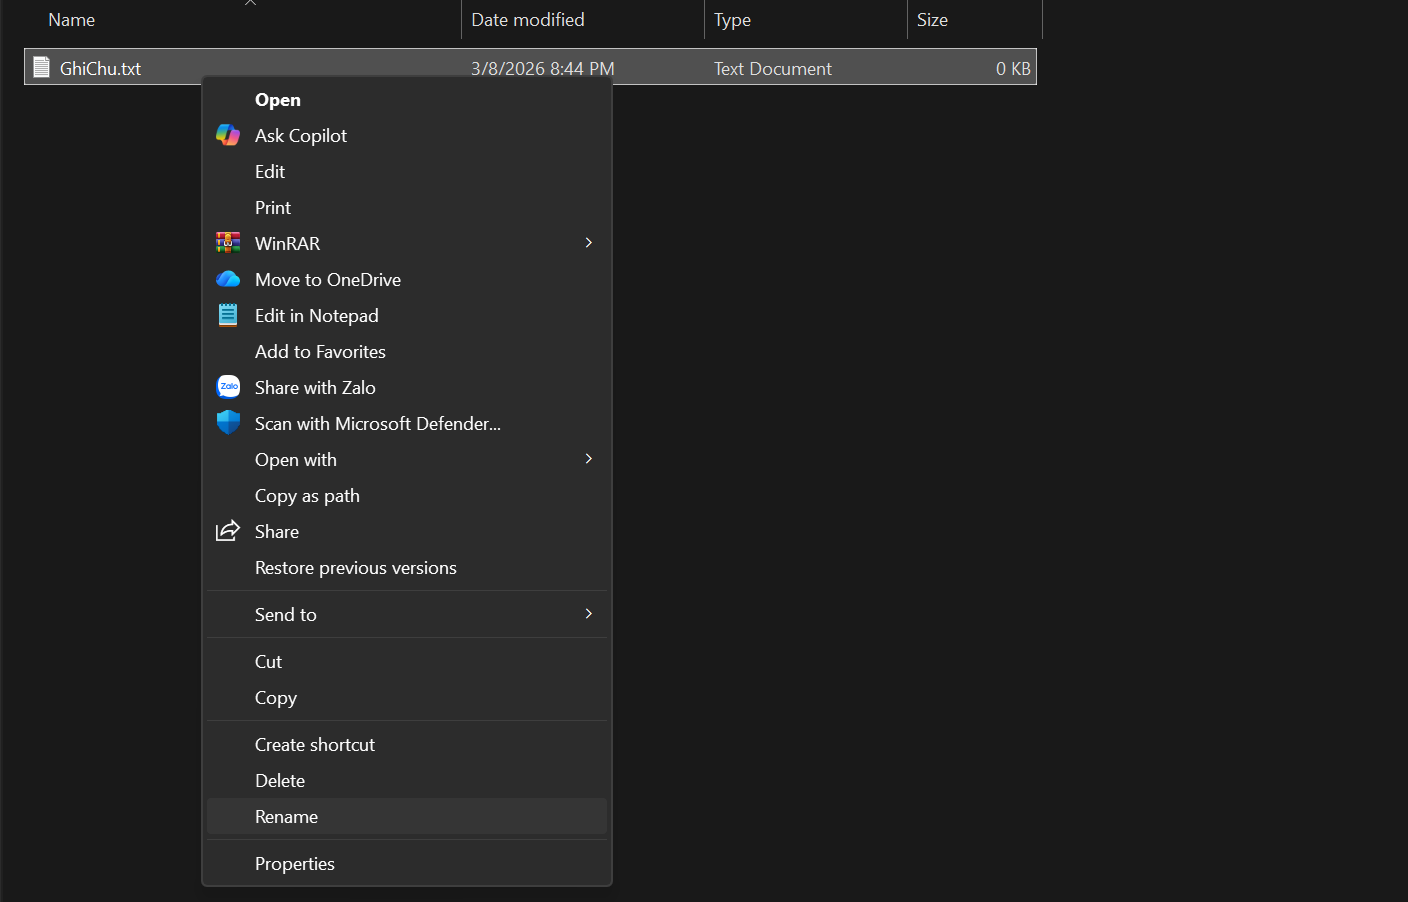 Name Date modified Type Size
GhiChu.txt 3/8/2026 8:44 PM Text Document 0 KB
Open
Ask Copilot
Edit
Print
WinRAR
Move to OneDrive
Edit in Notepad
Add to Favorites
Zalo Share with Zalo
Scan with Microsoft Defender...
Open with
Copy as path
Share
Restore previous versions
Send to
Cut
Copy
Create shortcut
Delete
Rename
Properties